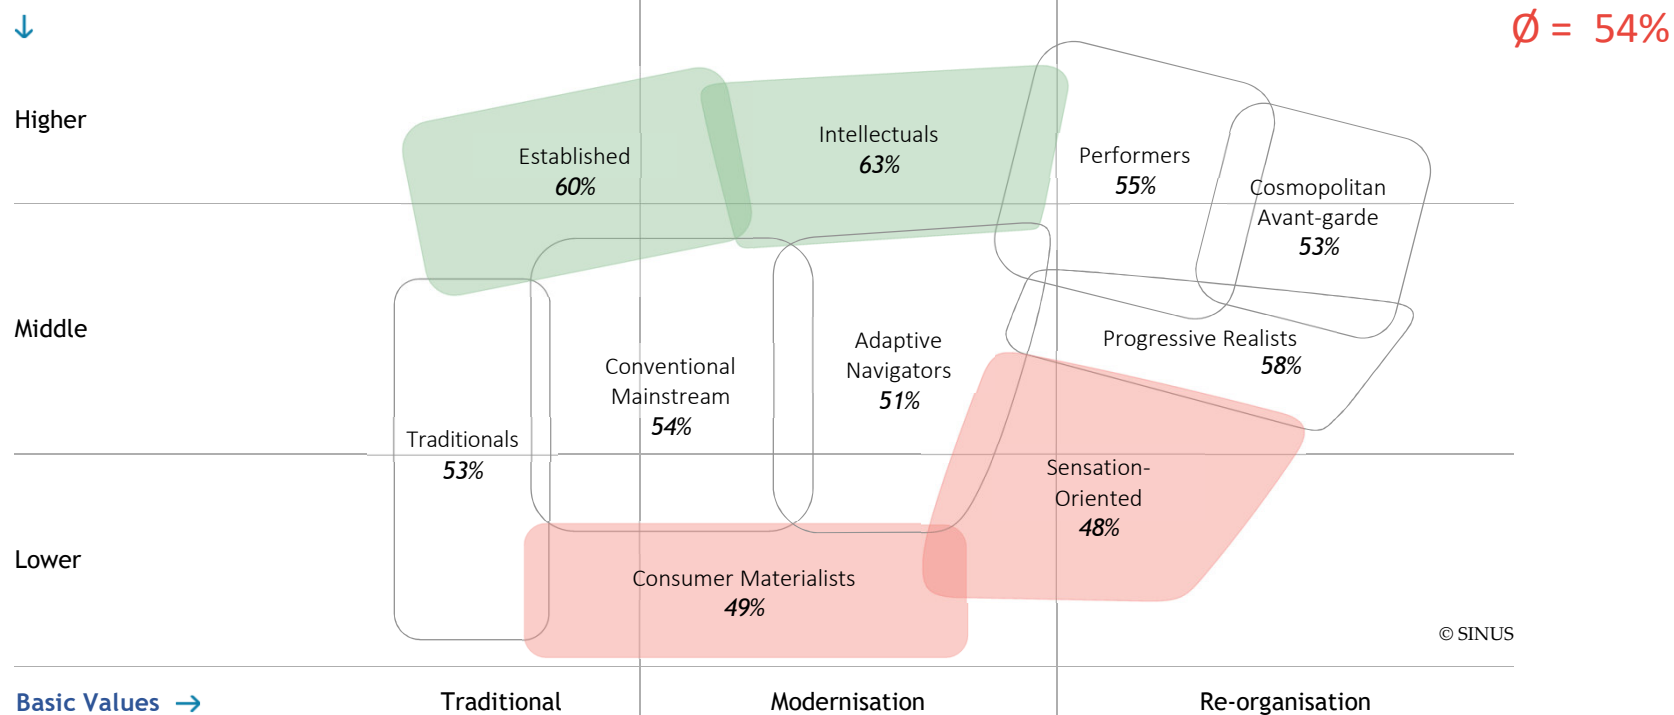 ↓
Ø = 54%
Higher
Established
60%
Intellectuals
63%
Performers
55%
Cosmopolitan
Avant-garde
53%
Middle
Traditionals
53%
Conventional
Mainstream
54%
Adaptive
Navigators
51%
Progressive Realists
58%
Sensation-
Oriented
48%
Lower
Consumer Materialists
49%
© SINUS
Basic Values →
Traditional
Modernisation
Re-organisation